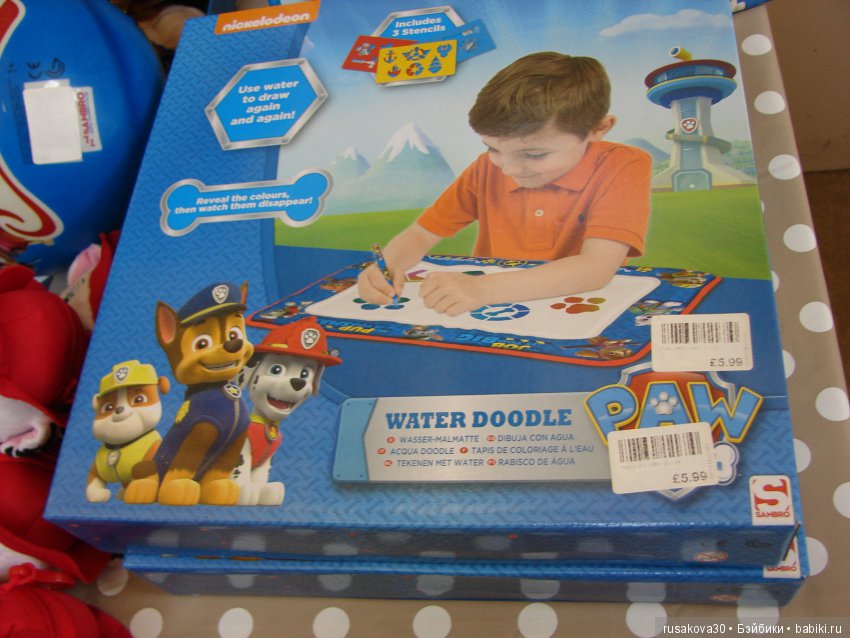 nickelodeon
Includes
3 Stencils
Use water
to draw
again
and again!
Reveal the colours,
then watch them disappear!
SAMBRO
£5.99
WATER DOODLE
WASSER-MALMATTE DIBUJA CON AGUA
ACQUA DOODLE TAPIS DE COLORIAGE À L'EAU
TEKENEN MET WATER RABISCO DE ÁGUA
PAW
£5.99
SAMBRO
SAMBRO
rusakova30 • Бэйбики • babiki.ru